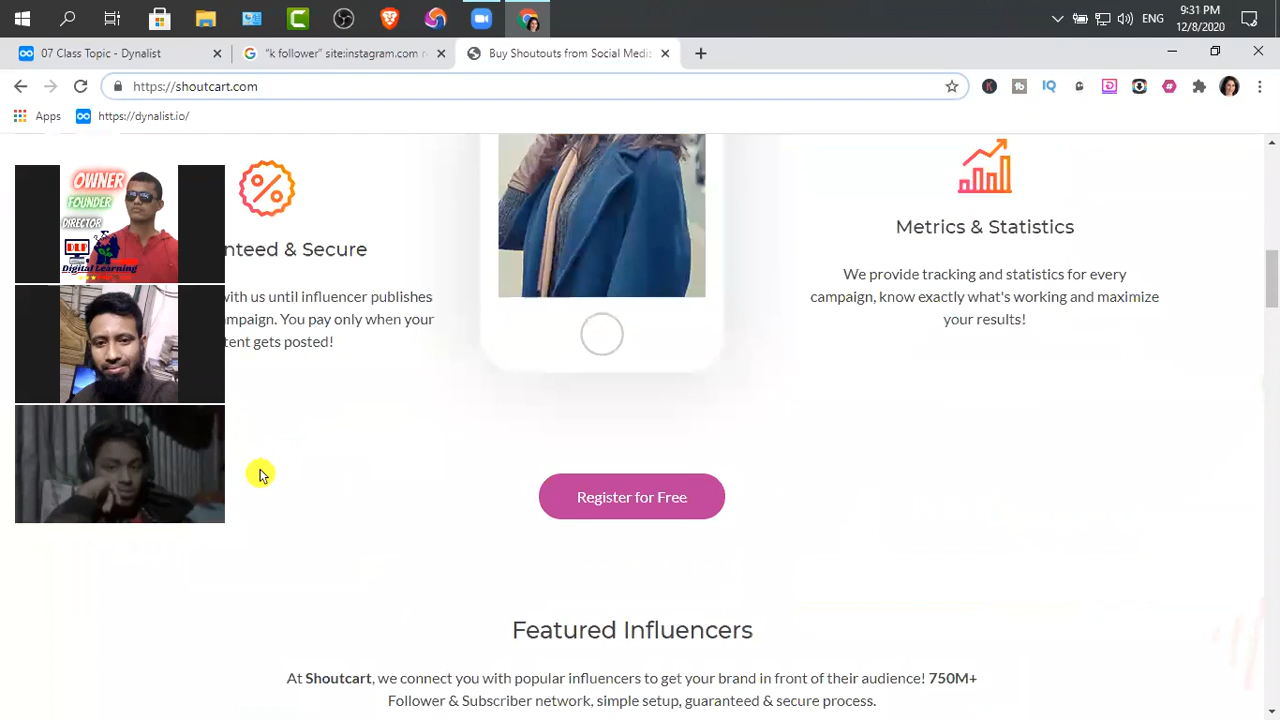 9:31 PM
ENG
12/8/2020
07 Class Topic - Dynalist
"k follower" site:instagram.com r
Buy Shoutouts from Social Medi
https://shoutcart.com
Apps
https://dynalist.io/
OWNER
FOUNDER
DIRECTOR
Digital Learning
nteed & Secure
with us until influencer publishes
ampaign. You pay only when your
tent gets posted!
Metrics & Statistics
We provide tracking and statistics for every
campaign, know exactly what's working and maximize
your results!
Register for Free
Featured Influencers
At Shoutcart, we connect you with popular influencers to get your brand in front of their audience! 750M+
Follower & Subscriber network, simple setup, guaranteed & secure process.